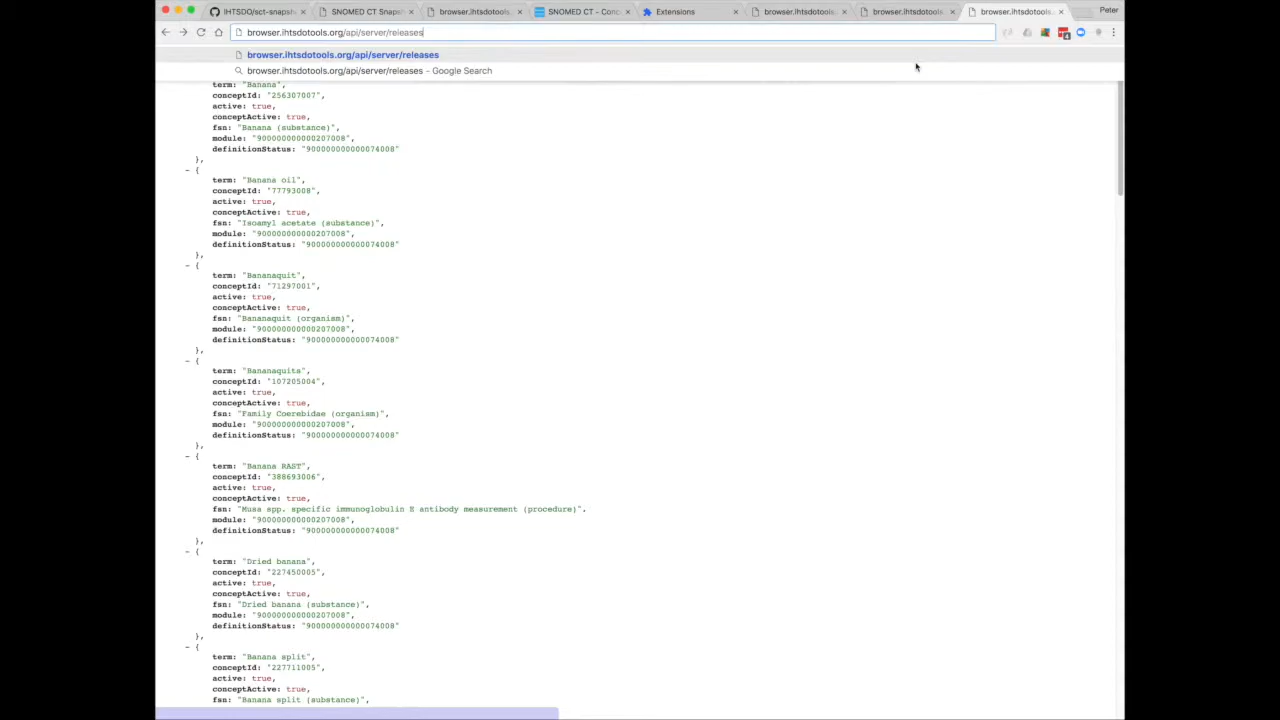 IHTSDO/sct-snapsh
SNOMED CT Snaps
browser.ihtsdotools
SNOMED CT - Conc
Extensions
browser.ihtsdotools.
browser.ihtsdotools
browser.ihtsdotools.
Peter
browser.ihtsdotools.org/api/server/releases
browser.ihtsdotools.org/api/server/releases
browser.ihtsdotools.org/api/server/releases - Google Search
term: "Banana",
conceptId: "256307007",
active: true,
conceptActive: true,
fsn: "Banana (substance)",
module: "900000000000207008",
definitionStatus: "900000000000074008"
},
- {
term: "Banana oil",
conceptId: "77793008",
active: true,
conceptActive: true,
fsn: "Isoamyl acetate (substance)",
module: "900000000000207008",
definitionStatus: "900000000000074008"
},
- {
term: "Bananaquit",
conceptId: "71297001",
active: true,
conceptActive: true,
fsn: "Bananaquit (organism)",
module: "900000000000207008",
definitionStatus: "900000000000074008"
},
- {
term: "Bananaquits",
conceptId: "107205004",
active: true,
conceptActive: true,
fsn: "Family Coerebidae (organism)",
module: "900000000000207008",
definitionStatus: "900000000000074008"
},
- {
term: "Banana RAST",
conceptId: "388693006",
active: true,
conceptActive: true,
fsn: "Musa spp. specific immunoglobulin E antibody measurement (procedure)",
module: "900000000000207008",
definitionStatus: "900000000000074008"
},
- {
term: "Dried banana",
conceptId: "227450005",
active: true,
conceptActive: true,
fsn: "Dried banana (substance)",
module: "900000000000207008",
definitionStatus: "900000000000074008"
},
- {
term: "Banana split",
conceptId: "227711005",
active: true,
conceptActive: true,
fsn: "Banana split (substance)",